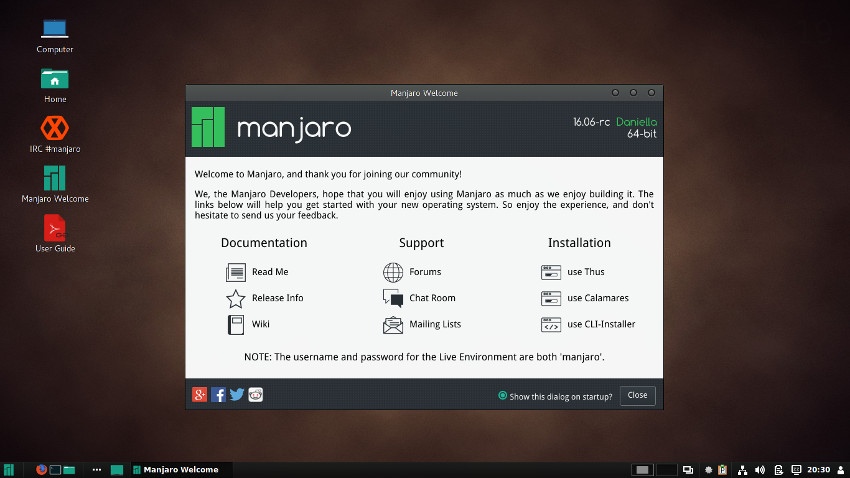 Computer
Home
IRC #manjaro
Manjaro Welcome
User Guide
Manjaro Welcome
manjaro
16.06-rc Daniella
64-bit
Welcome to Manjaro, and thank you for joining our community!
We, the Manjaro Developers, hope that you will enjoy using Manjaro as much as we enjoy building it. The
links below will help you get started with your new operating system. So enjoy the experience, and don't
hesitate to send us your feedback.
Documentation
Support
Installation
Read Me
Forums
use Thus
Release Info
Chat Room
use Calamares
Wiki
Mailing Lists
use CLI-Installer
NOTE: The username and password for the Live Environment are both 'manjaro'.
Show this dialog on startup?
Close
Manjaro Welcome
20:30